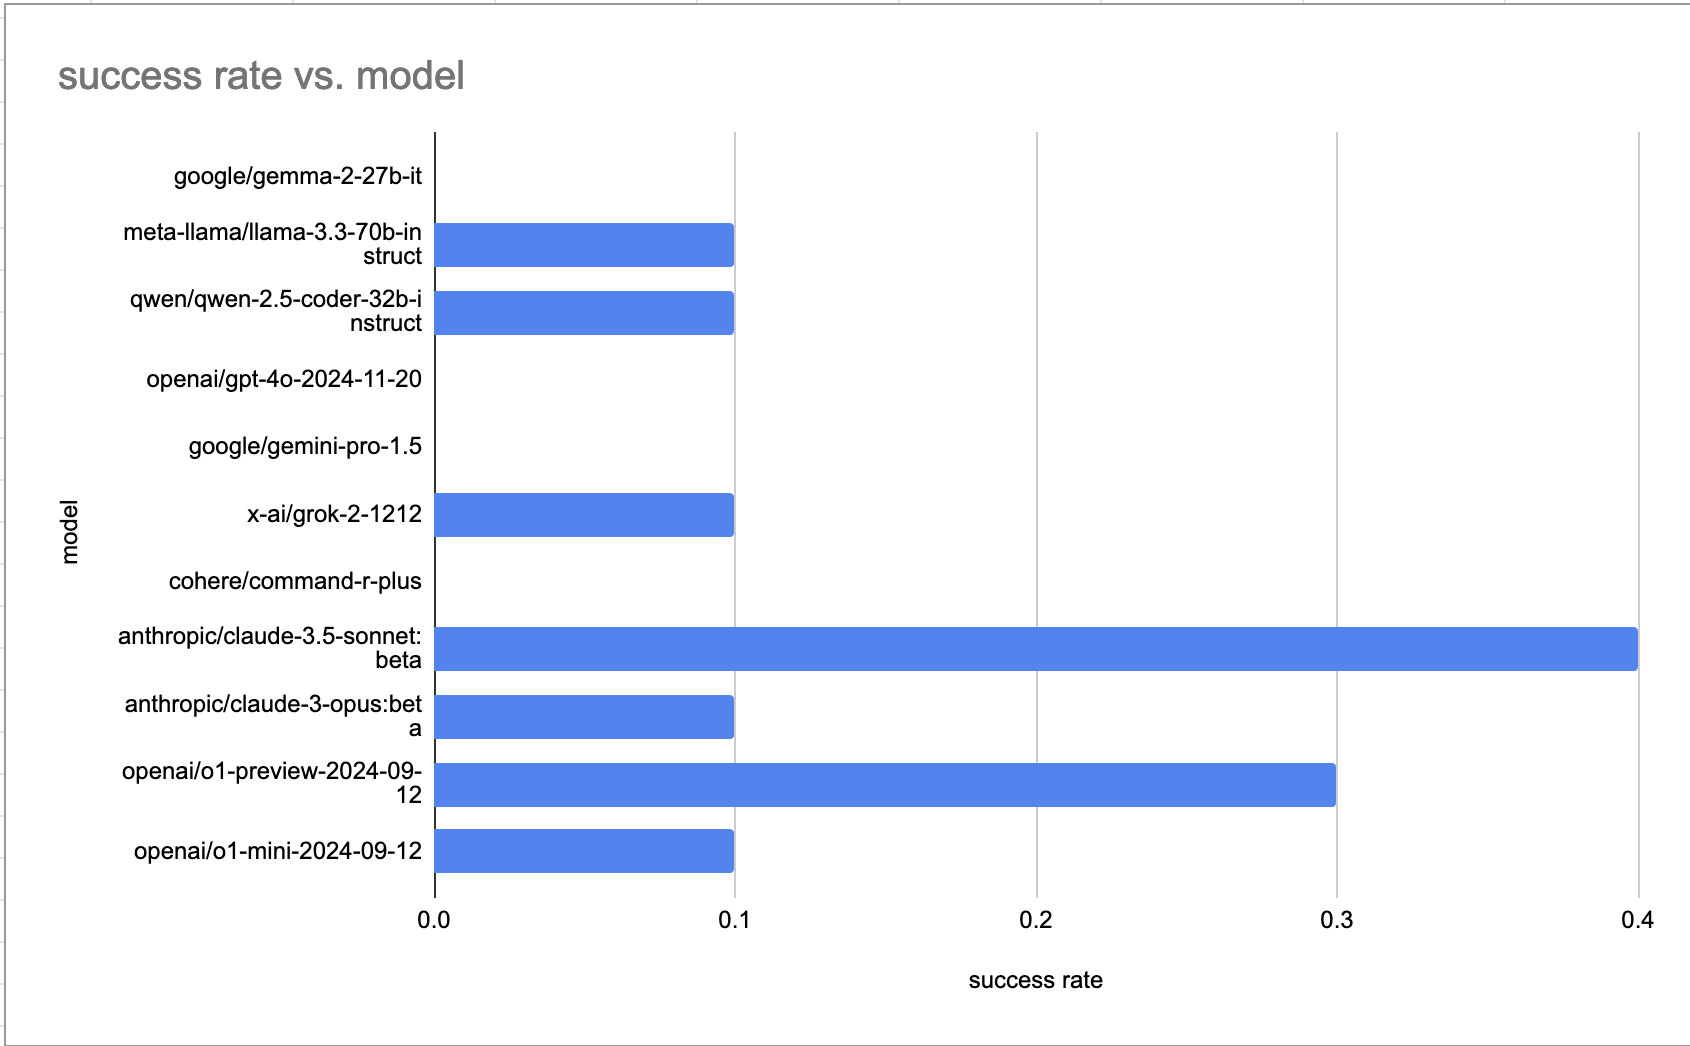 success rate vs. model
google/gemma-2-27b-it
meta-llama/llama-3.3-70b-in
struct
qwen/qwen-2.5-coder-32b-i
nstruct
openai/gpt-4o-2024-11-20
google/gemini-pro-1.5
x-ai/grok-2-1212
cohere/command-r-plus
anthropic/claude-3.5-sonnet:
beta
anthropic/claude-3-opus:bet
a
openai/o1-preview-2024-09-
12
openai/o1-mini-2024-09-12
model
0.0 0.1 0.2 0.3 0.4
success rate